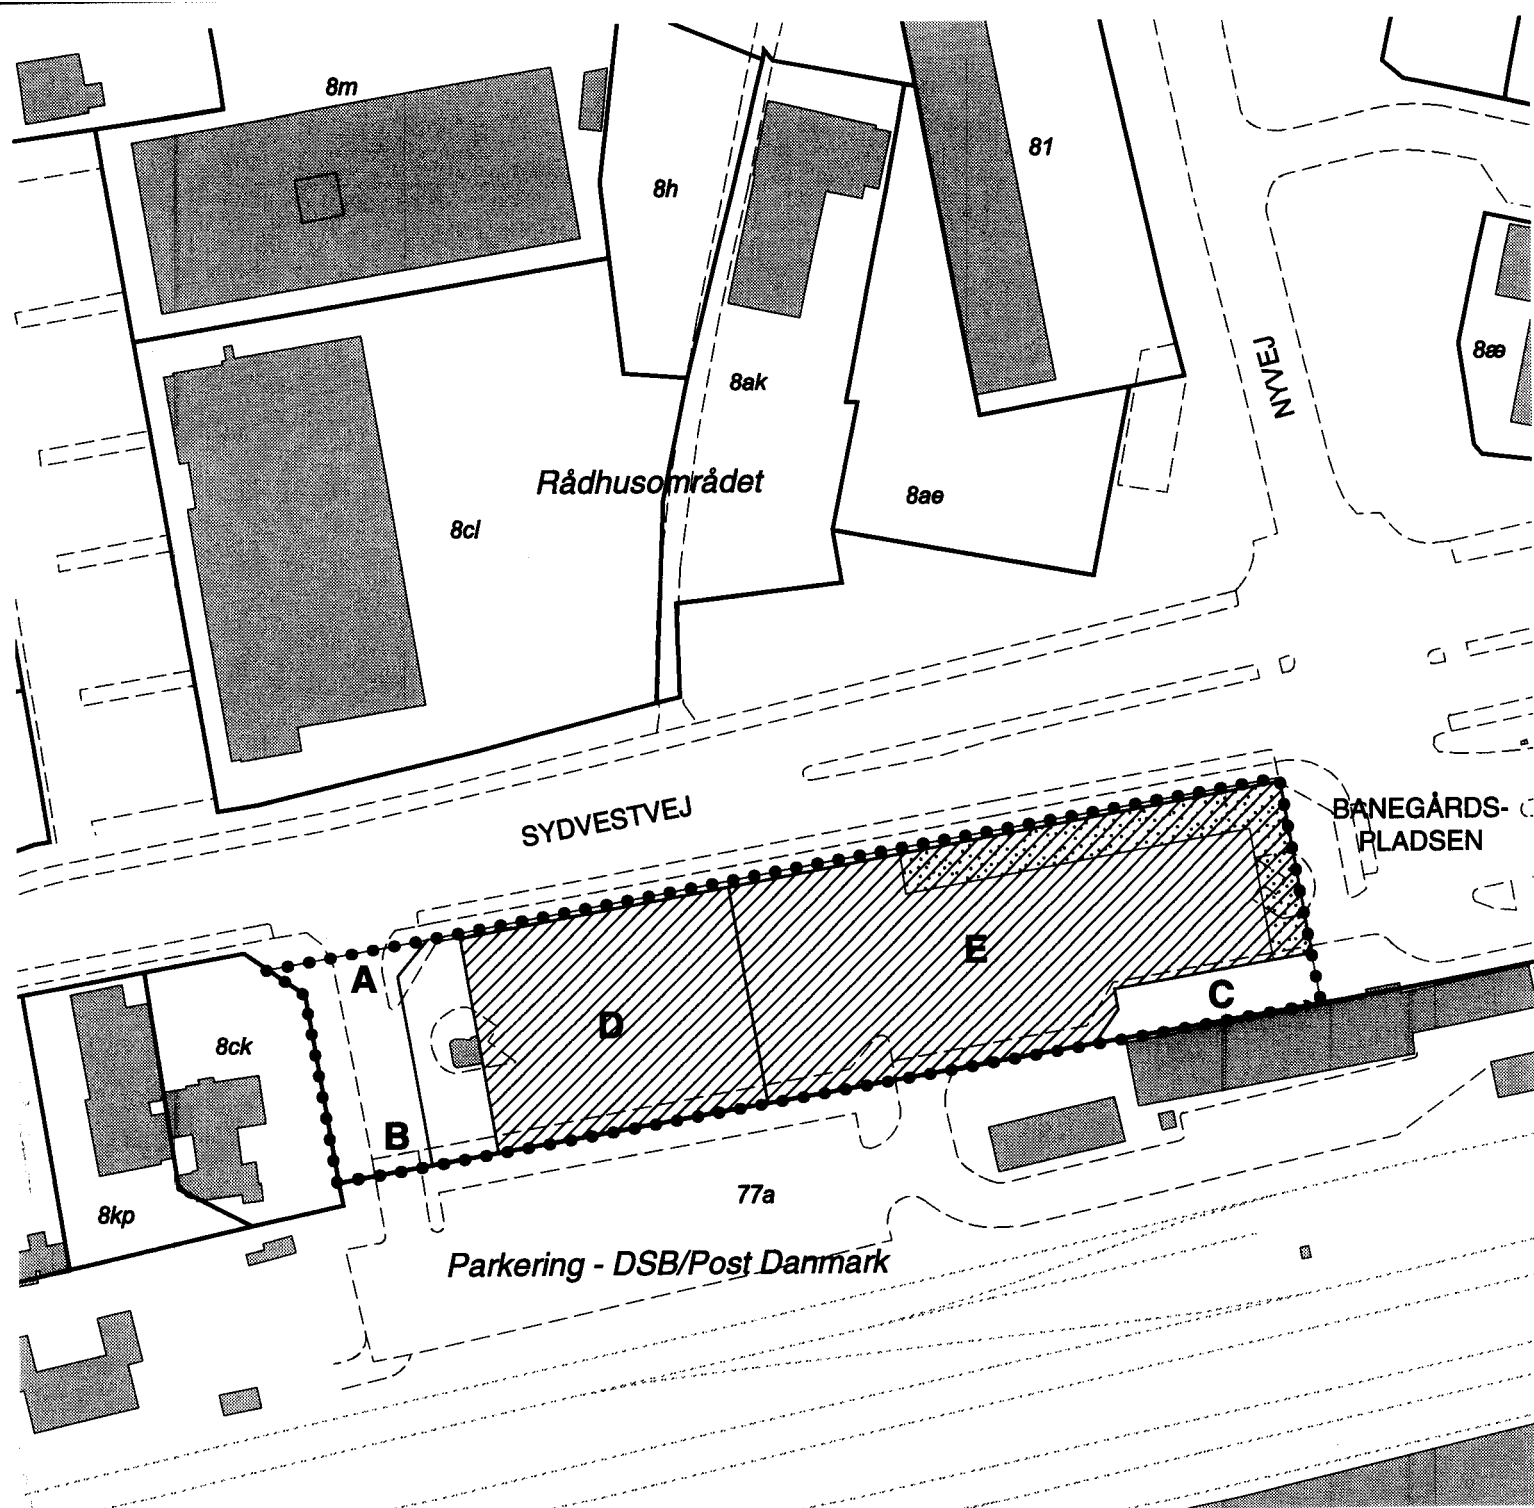 8m
81
8h
NYVEJ
8æ
8ak
Rådhusområdet
8ae
8cl
SYDVESTVEJ
BANEGÅRDS-
PLADSEN
A
E
C
D
8ck
B
77a
8kp
Parkering - DSB/Post Danmark